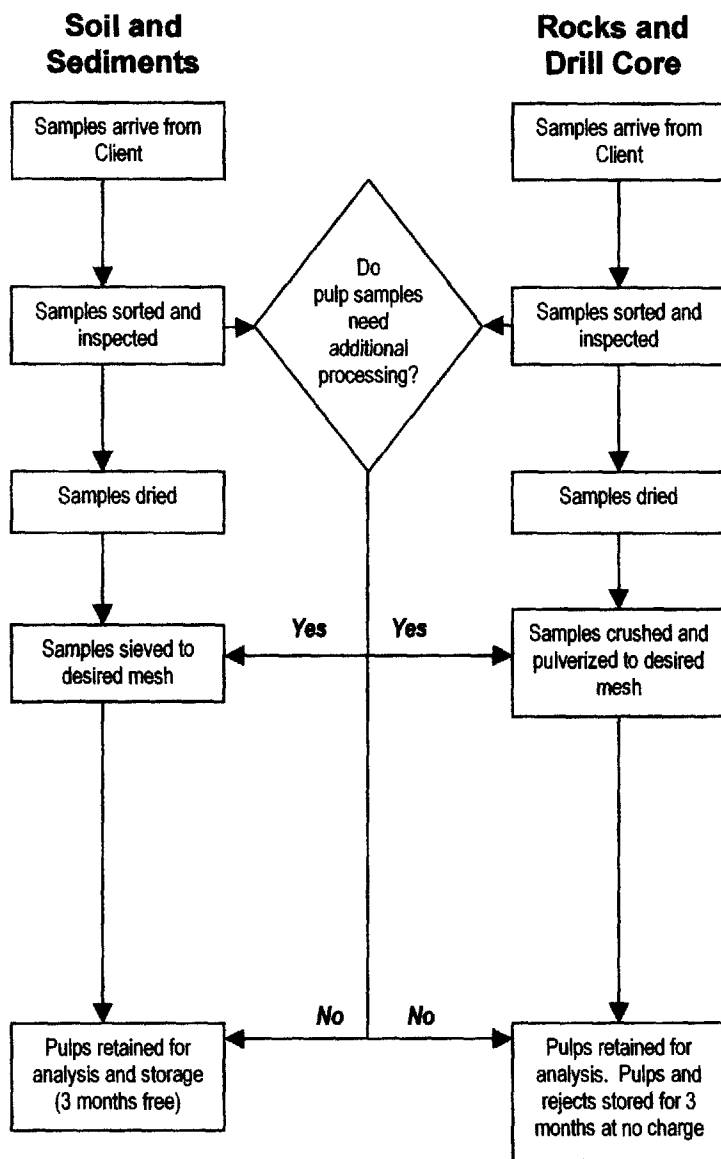 Soil and
Sediments
Rocks and
Drill Core
Samples arrive from
Client
Samples arrive from
Client
Do
pulp samples
need
additional
processing?
Samples sorted and
inspected
Samples sorted and
inspected
Samples dried
Samples dried
Yes
Yes
Samples sieved to
desired mesh
Samples crushed and
pulverized to desired
mesh
No
No
Pulps retained for
analysis and storage
(3 months free)
Pulps retained for
analysis. Pulps and
rejects stored for 3
months at no charge